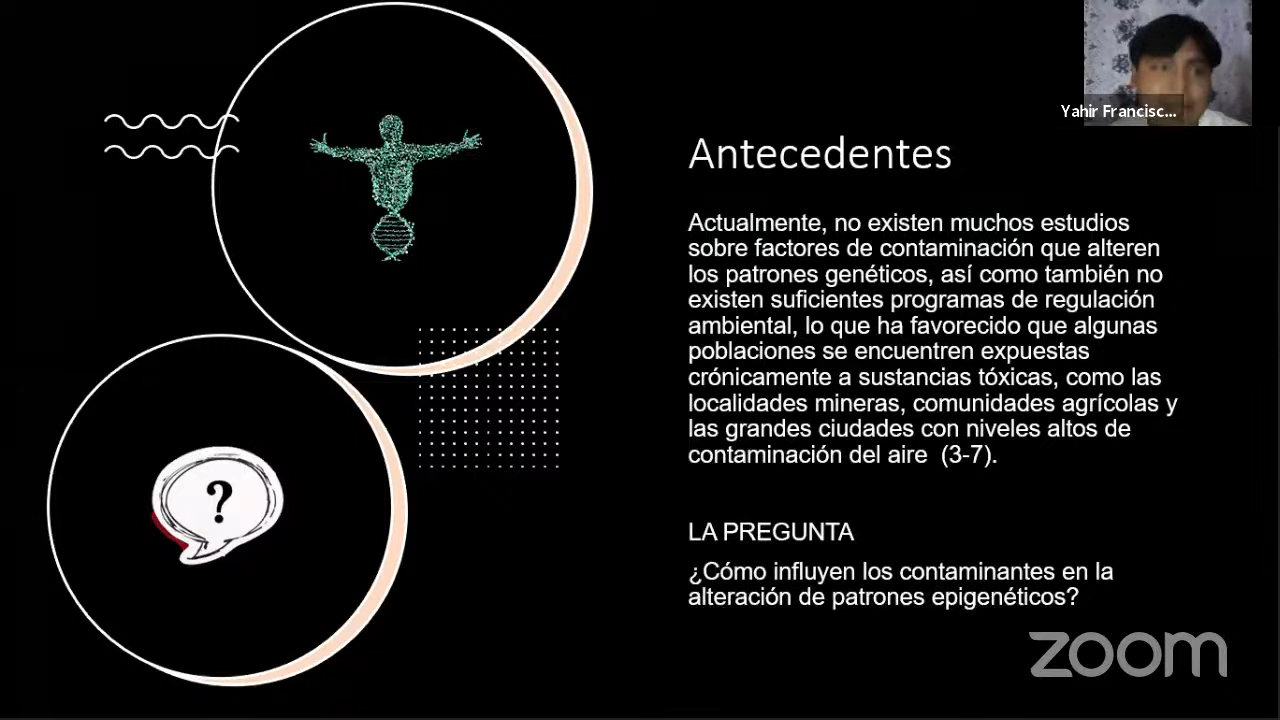 Yahir Francisc...
Antecedentes
Actualmente, no existen muchos estudios
sobre factores de contaminación que alteren
los patrones genéticos, así como también no
existen suficientes programas de regulación
ambiental, lo que ha favorecido que algunas
poblaciones se encuentren expuestas
crónicamente a sustancias tóxicas, como las
localidades mineras, comunidades agrícolas y
las grandes ciudades con niveles altos de
contaminación del aire (3-7).
LA PREGUNTA
¿Cómo influyen los contaminantes en la
alteración de patrones epigenéticos?
?
zoom